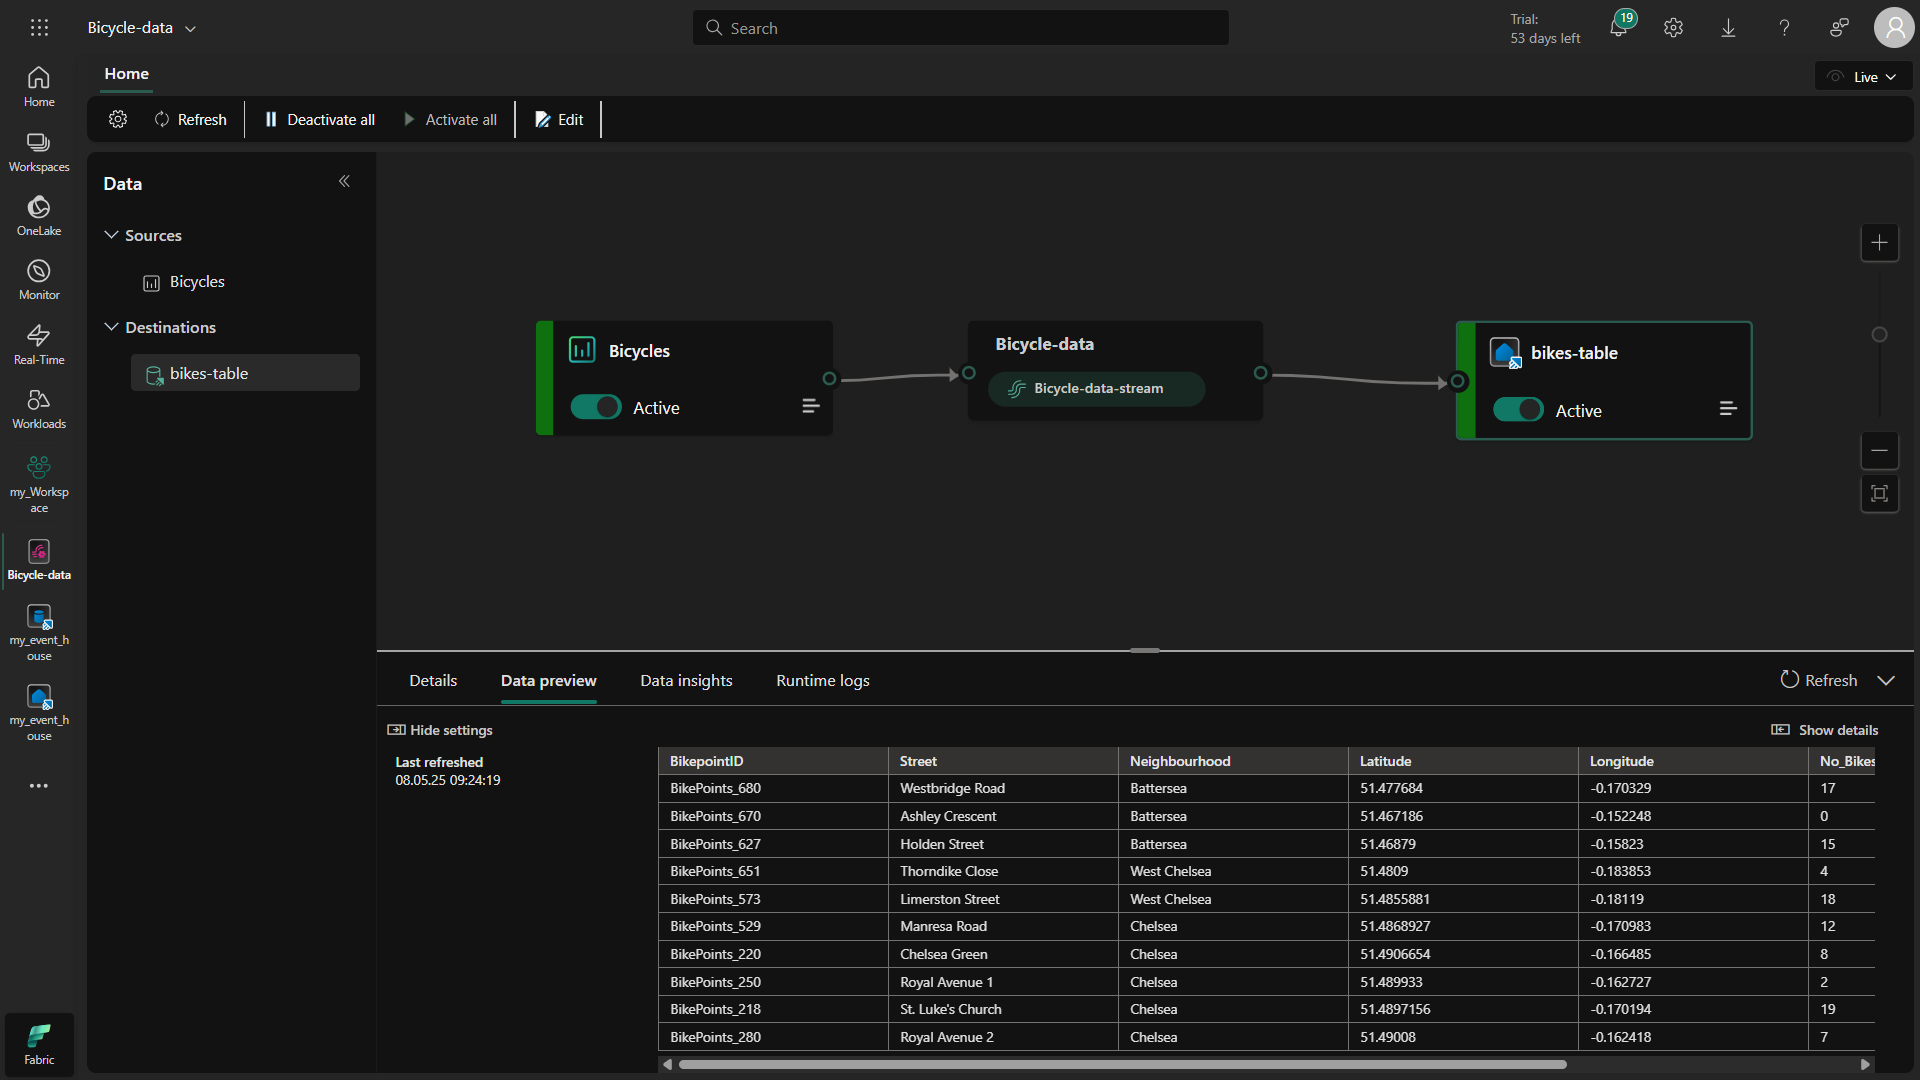 Bicycle-data
Search
Trial:
53 days left
19
Home
Live
Refresh
Deactivate all
Activate all
Edit
Home
Workspaces
OneLake
Monitor
Real-Time
Workloads
my_Worksp
ace
Bicycle-data
my_event_h
ouse
my_event_h
ouse
Fabric
Data
Sources
Bicycles
Destinations
bikes-table
Bicycles
Active
Bicycle-data
Bicycle-data-stream
bikes-table
Active
Details Data preview Data insights Runtime logs
Refresh
Hide settings
Show details
Last refreshed
08.05.25 09:24:19
BikepointID Street Neighbourhood Latitude Longitude No_Bikes
BikePoints_680 Westbridge Road Battersea 51.477684 -0.170329 17
BikePoints_670 Ashley Crescent Battersea 51.467186 -0.152248 0
BikePoints_627 Holden Street Battersea 51.46879 -0.15823 15
BikePoints_651 Thorndike Close West Chelsea 51.4809 -0.183853 4
BikePoints_573 Limerston Street West Chelsea 51.4855881 -0.18119 18
BikePoints_529 Manresa Road Chelsea 51.4868927 -0.170983 12
BikePoints_220 Chelsea Green Chelsea 51.4906654 -0.166485 8
BikePoints_250 Royal Avenue 1 Chelsea 51.489933 -0.162727 2
BikePoints_218 St. Luke's Church Chelsea 51.4897156 -0.170194 19
BikePoints_280 Royal Avenue 2 Chelsea 51.49008 -0.162418 7